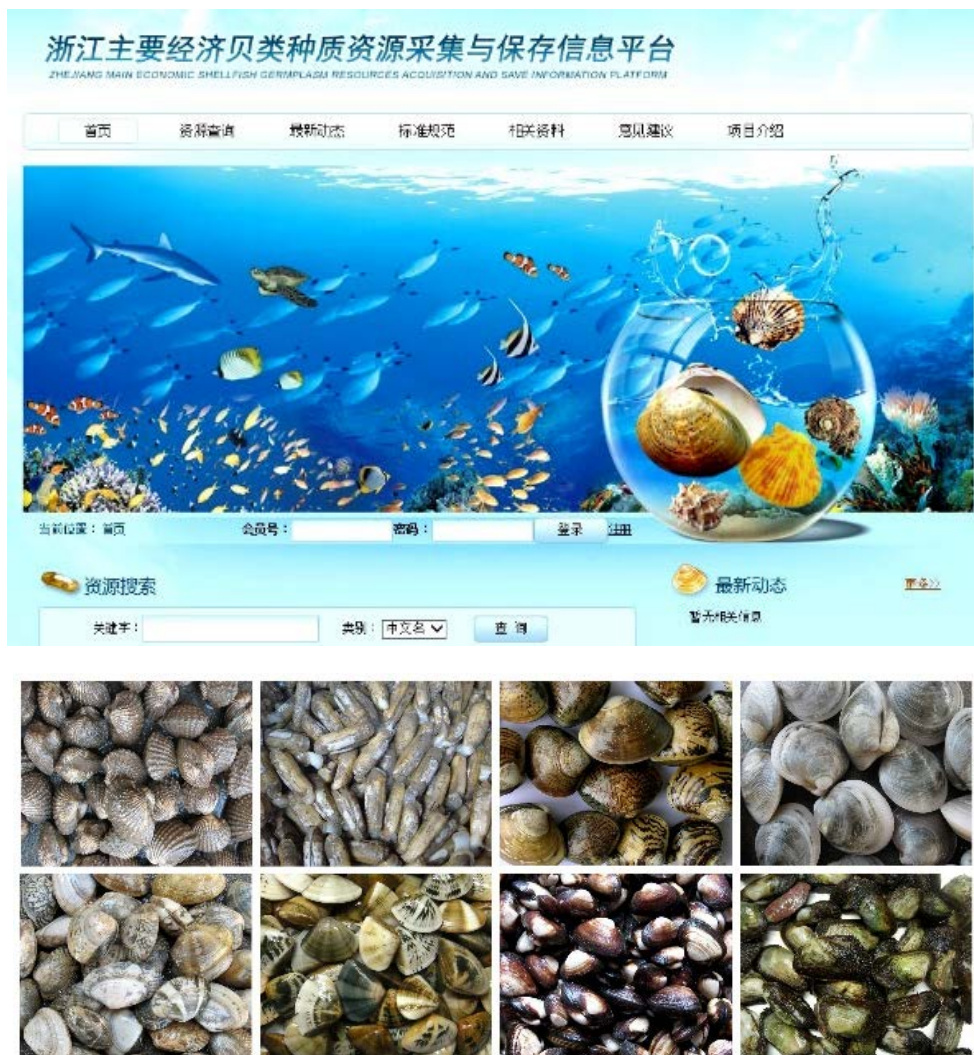 浙江主要经济贝类种质资源采集与保存信息平台
ZHEJIANG MAIN ECONOMIC SHELLFISH GERMPLASM RESOURCES ACQUISITION AND SAVE INFORMATION PLATFORM
首页 资源查询 最新动态 标准规范 相关资料 意见建议 项目介绍
当前位置：首页 会员号： 密码： 登录 注册
资源搜索 最新动态 更多>>
关键字： 类别： 中文名 查 询 暂无相关信息